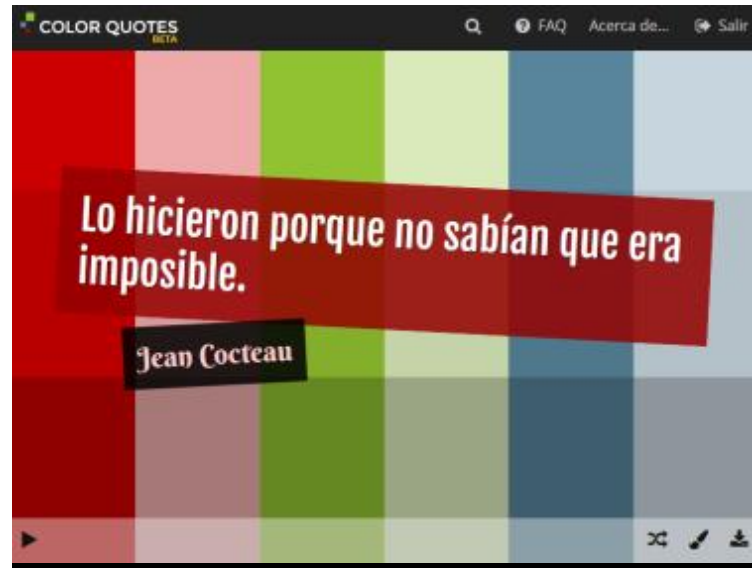 COLOR QUOTES
BETA
FAQ
Acerca de...
Salir
Lo hicieron porque no sabían que era
imposible.
Jean Cocteau